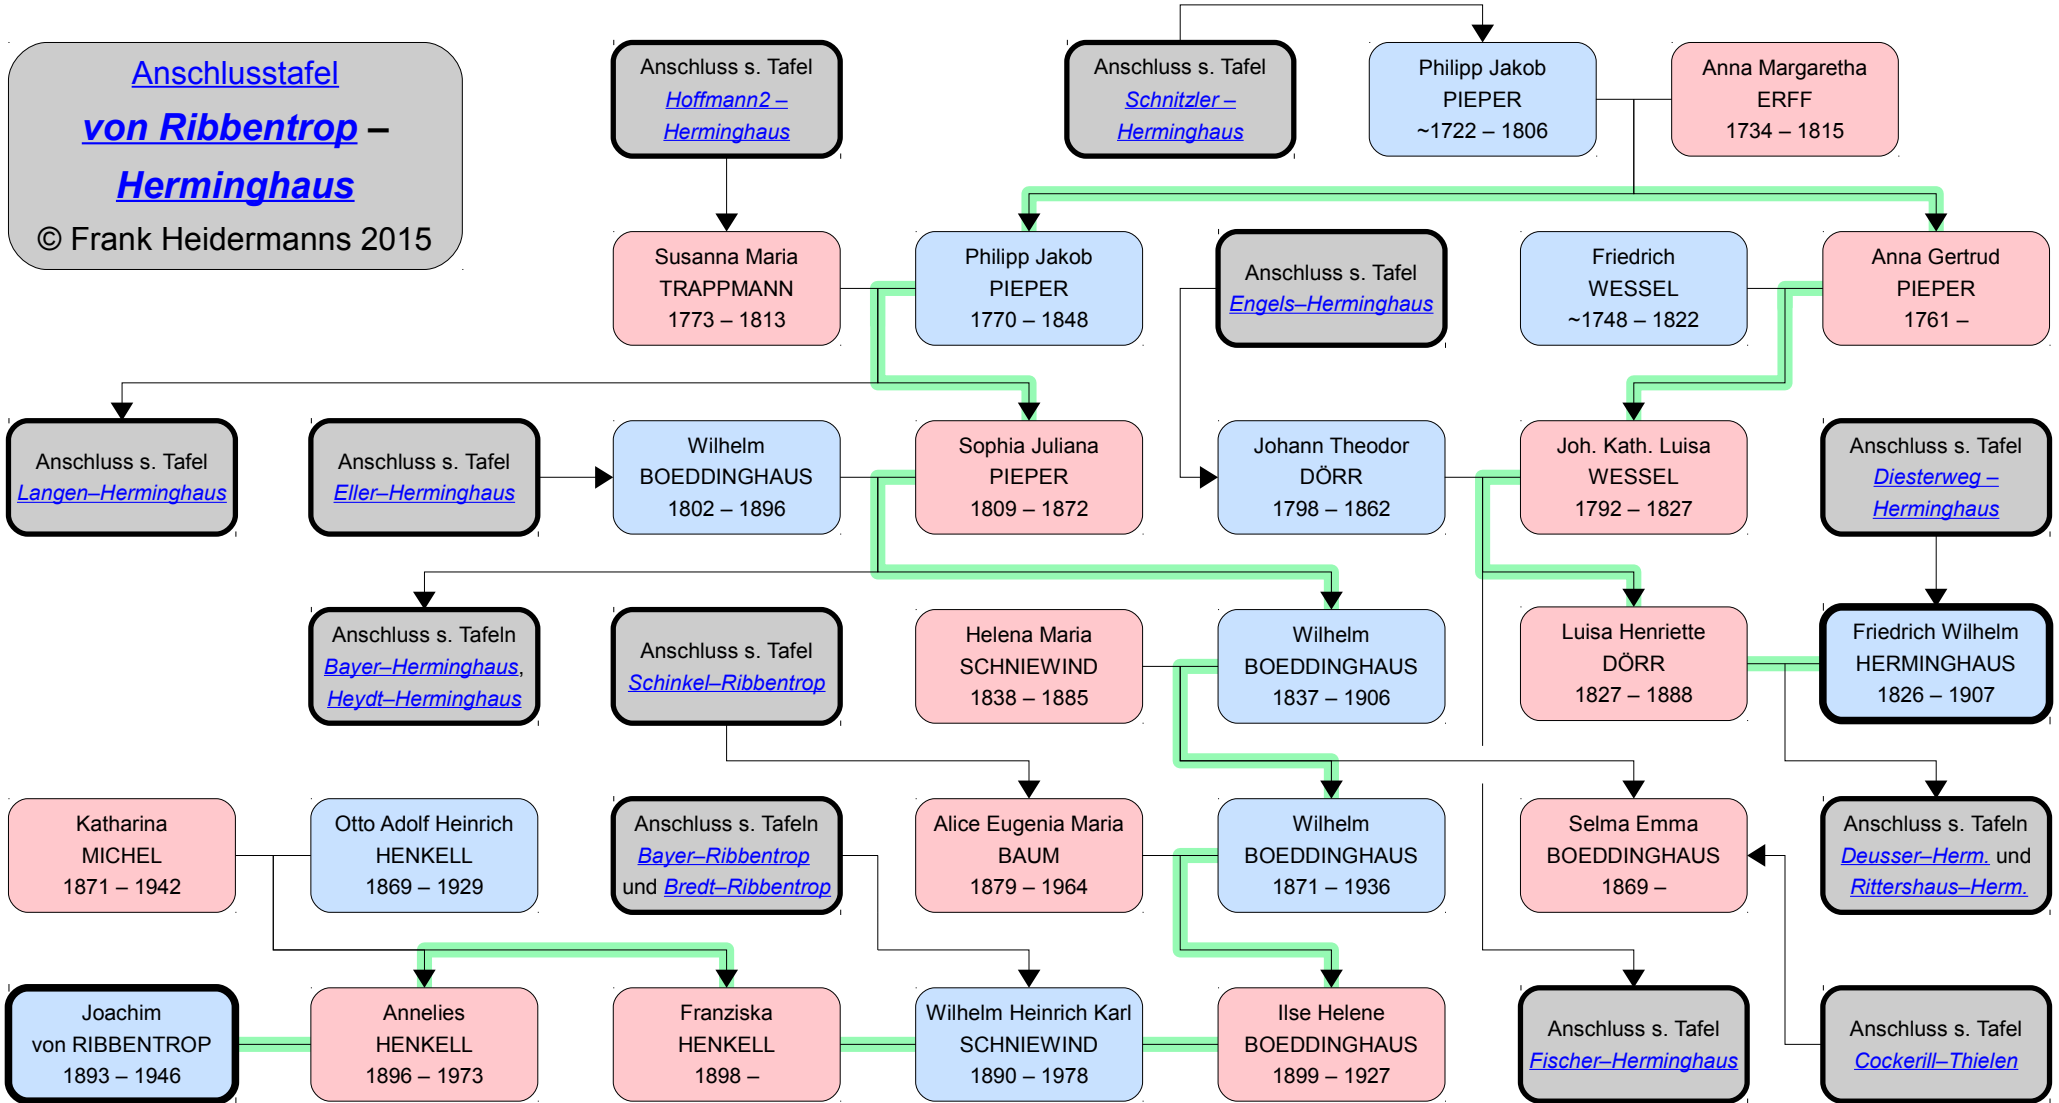 Anschlusstafel
von Ribbentrop –
Herminghaus
© Frank Heidermanns 2015
Anschluss s. Tafel
Hoffmann2 –
Herminghaus
Anschluss s. Tafel
Schnitzler –
Herminghaus
Philipp Jakob
PIEPER
~1722 – 1806
Anna Margaretha
ERFF
1734 – 1815
Susanna Maria
TRAPPMANN
1773 – 1813
Philipp Jakob
PIEPER
1770 – 1848
Anschluss s. Tafel
Engels–Herminghaus
Friedrich
WESSEL
~1748 – 1822
Anna Gertrud
PIEPER
1761 –
Anschluss s. Tafel
Langen–Herminghaus
Anschluss s. Tafel
Eller–Herminghaus
Wilhelm
BOEDDINGHAUS
1802 – 1896
Sophia Juliana
PIEPER
1809 – 1872
Johann Theodor
DÖRR
1798 – 1862
Joh. Kath. Luisa
WESSEL
1792 – 1827
Anschluss s. Tafel
Diesterweg –
Herminghaus
Anschluss s. Tafeln
Bayer–Herminghaus,
Heydt–Herminghaus
Anschluss s. Tafel
Schinkel–Ribbentrop
Helena Maria
SCHNIEWIND
1838 – 1885
Wilhelm
BOEDDINGHAUS
1837 – 1906
Luisa Henriette
DÖRR
1827 – 1888
Friedrich Wilhelm
HERMINGHAUS
1826 – 1907
Katharina
MICHEL
1871 – 1942
Otto Adolf Heinrich
HENKELL
1869 – 1929
Anschluss s. Tafeln
Bayer–Ribbentrop
und Bredt–Ribbentrop
Alice Eugenia Maria
BAUM
1879 – 1964
Wilhelm
BOEDDINGHAUS
1871 – 1936
Selma Emma
BOEDDINGHAUS
1869 –
Anschluss s. Tafeln
Deusser–Herm. und
Rittershaus–Herm.
Joachim
von RIBBENTROP
1893 – 1946
Annelies
HENKELL
1896 – 1973
Franziska
HENKELL
1898 –
Wilhelm Heinrich Karl
SCHNIEWIND
1890 – 1978
Ilse Helene
BOEDDINGHAUS
1899 – 1927
Anschluss s. Tafel
Fischer–Herminghaus
Anschluss s. Tafel
Cockerill–Thielen